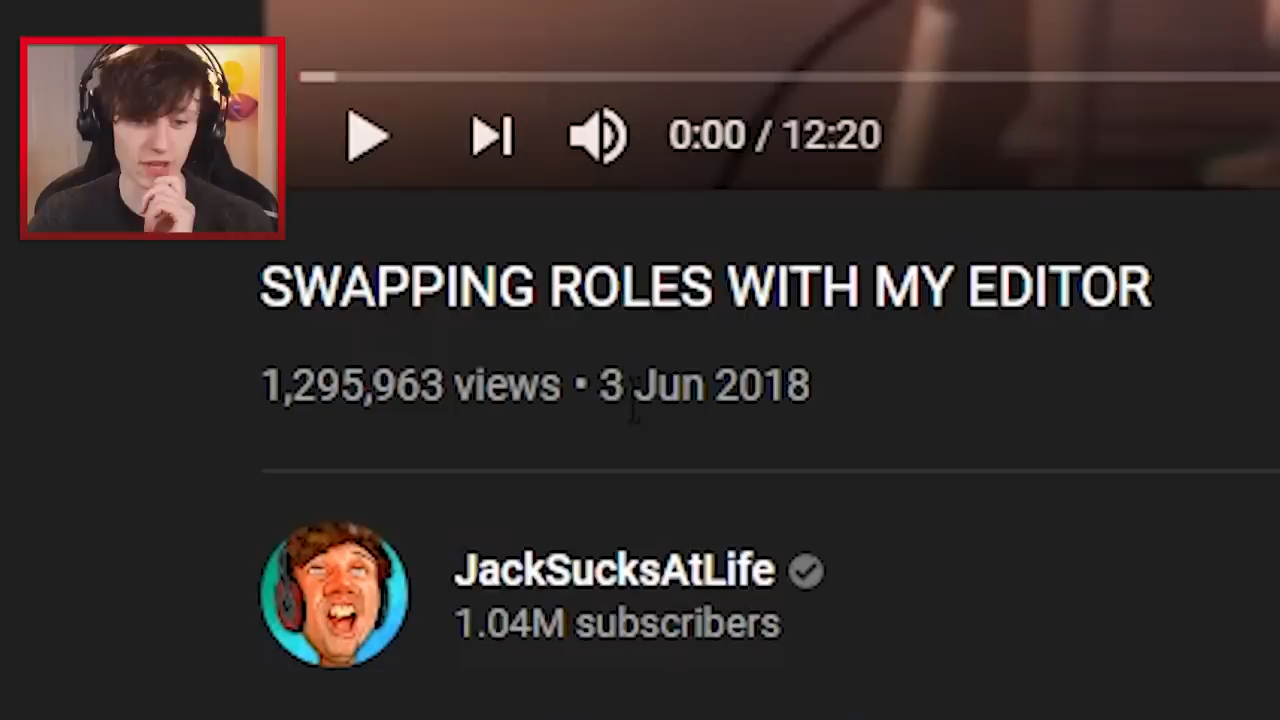 0:00 / 12:20
SWAPPING ROLES WITH MY EDITOR
1,295,963 views • 3 Jun 2018
JackSucksAtLife
1.04M subscribers